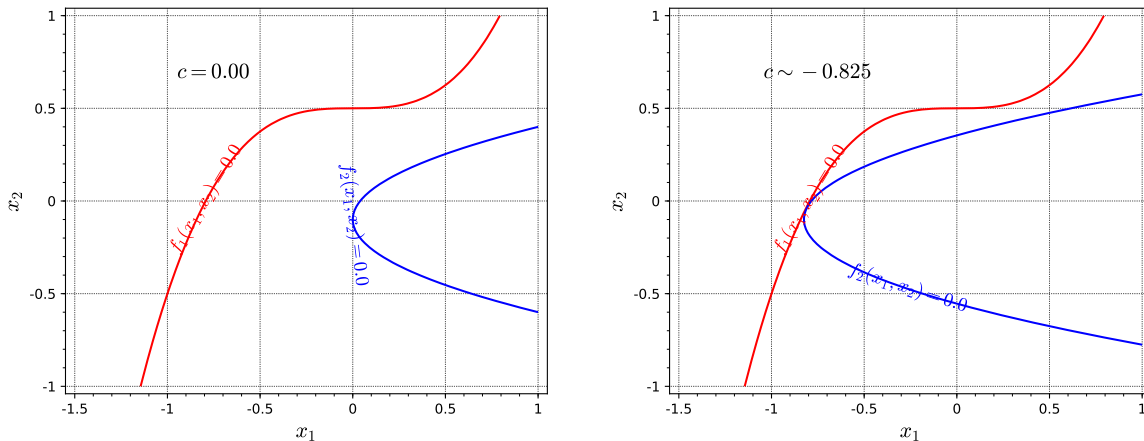 c = 0.00
f₁(x₁, x₂) = 0.0
f₂(x₁, x₂) = 0.0
1
0.5
0
-0.5
-1
x₂
-1.5
-1
-0.5
0
0.5
1
x₁
c ∼ −0.825
f₁(x₁, x₂) = 0.0
f₂(x₁, x₂) = 0.0
1
0.5
0
-0.5
-1
x₂
-1.5
-1
-0.5
0
0.5
1
x₁